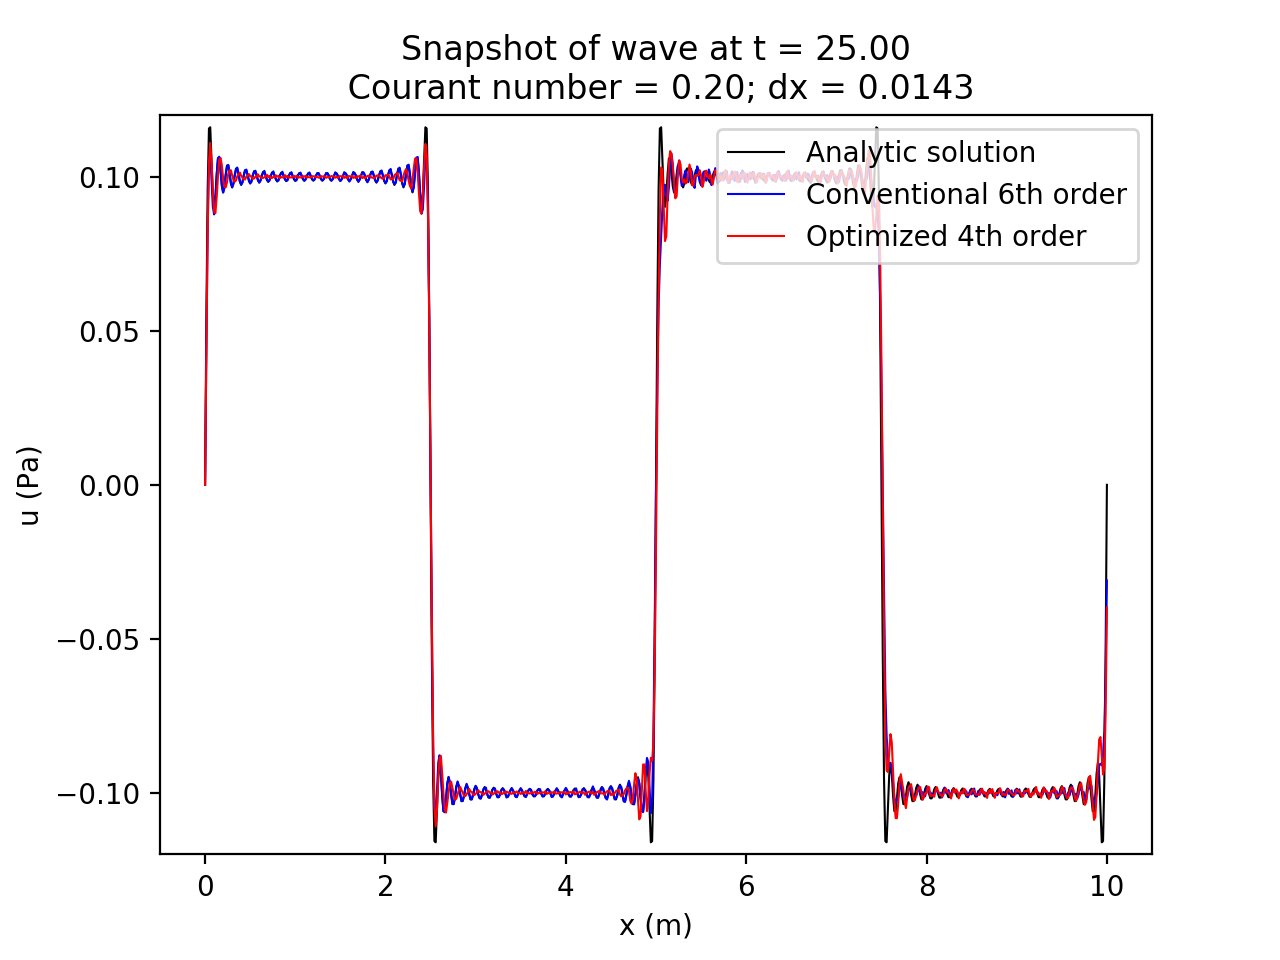 Snapshot of wave at t = 25.00
Courant number = 0.20; dx = 0.0143
Analytic solution
Conventional 6th order
Optimized 4th order
0.10
0.05
0.00
−0.05
−0.10
u (Pa)
0 2 4 6 8 10
x (m)